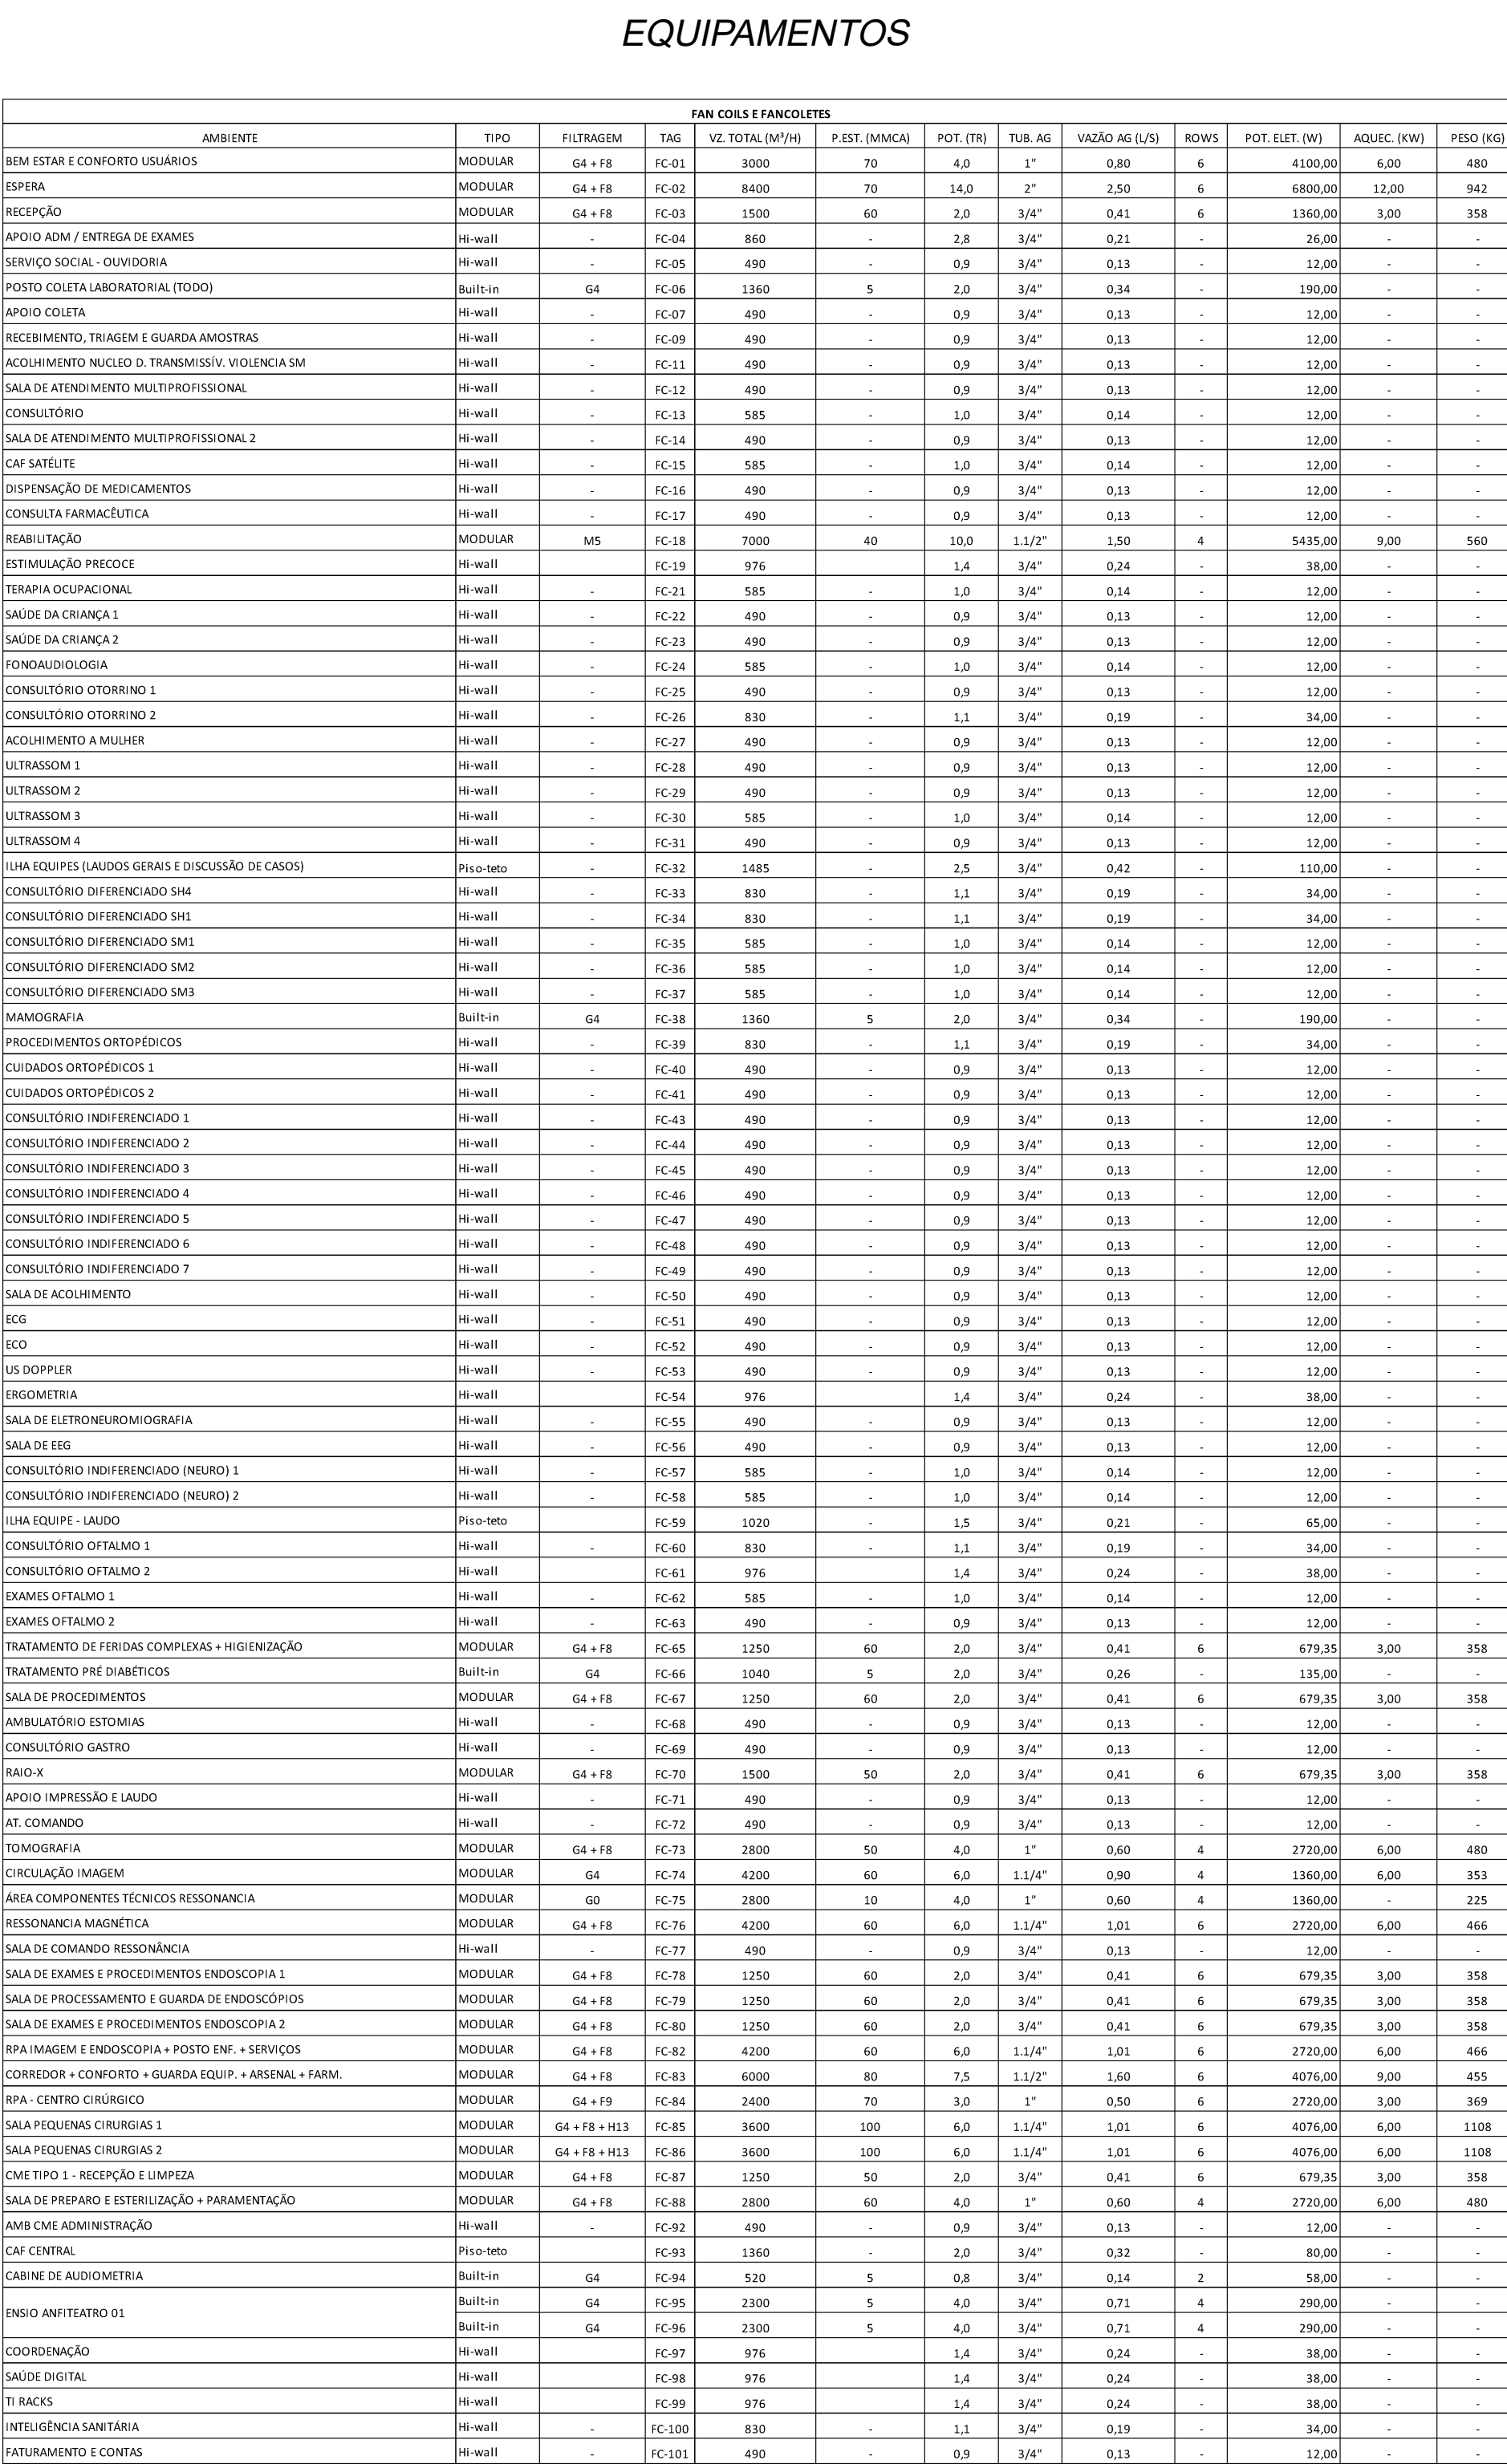 EQUIPAMENTOS
FAN COILS E FANCOLETES
AMBIENTE TIPO FILTRAGEM TAG VZ. TOTAL (M³/H) P.EST. (MMCA) POT. (TR) TUB. AG VAZÃO AG (L/S) ROWS POT. ELET. (W) AQUEC. (KW) PESO (KG)
BEM ESTAR E CONFORTO USUÁRIOS MODULAR G4 + F8 FC-01 3000 70 4,0 1" 0,80 6 4100,00 6,00 480
ESPERA MODULAR G4 + F8 FC-02 8400 70 14,0 2" 2,50 6 6800,00 12,00 942
RECEPÇÃO MODULAR G4 + F8 FC-03 1500 60 2,0 3/4" 0,41 6 1360,00 3,00 358
APOIO ADM / ENTREGA DE EXAMES Hi-wall - FC-04 860 - 2,8 3/4" 0,21 - 26,00 - -
SERVIÇO SOCIAL - OUVIDORIA Hi-wall - FC-05 490 - 0,9 3/4" 0,13 - 12,00 - -
POSTO COLETA LABORATORIAL (TODO) Built-in G4 FC-06 1360 5 2,0 3/4" 0,34 - 190,00 - -
APOIO COLETA Hi-wall - FC-07 490 - 0,9 3/4" 0,13 - 12,00 - -
RECEBIMENTO, TRIAGEM E GUARDA AMOSTRAS Hi-wall - FC-09 490 - 0,9 3/4" 0,13 - 12,00 - -
ACOLHIMENTO NUCLEO D. TRANSMISSÍV. VIOLENCIA SM Hi-wall - FC-11 490 - 0,9 3/4" 0,13 - 12,00 - -
SALA DE ATENDIMENTO MULTIPROFISSIONAL Hi-wall - FC-12 490 - 0,9 3/4" 0,13 - 12,00 - -
CONSULTÓRIO Hi-wall - FC-13 585 - 1,0 3/4" 0,14 - 12,00 - -
SALA DE ATENDIMENTO MULTIPROFISSIONAL 2 Hi-wall - FC-14 490 - 0,9 3/4" 0,13 - 12,00 - -
CAF SATÉLITE Hi-wall - FC-15 585 - 1,0 3/4" 0,14 - 12,00 - -
DISPENSAÇÃO DE MEDICAMENTOS Hi-wall - FC-16 490 - 0,9 3/4" 0,13 - 12,00 - -
CONSULTA FARMACÊUTICA Hi-wall - FC-17 490 - 0,9 3/4" 0,13 - 12,00 - -
REABILITAÇÃO MODULAR M5 FC-18 7000 40 10,0 1.1/2" 1,50 4 5435,00 9,00 560
ESTIMULAÇÃO PRECOCE Hi-wall FC-19 976 1,4 3/4" 0,24 - 38,00 - -
TERAPIA OCUPACIONAL Hi-wall - FC-21 585 - 1,0 3/4" 0,14 - 12,00 - -
SAÚDE DA CRIANÇA 1 Hi-wall - FC-22 490 - 0,9 3/4" 0,13 - 12,00 - -
SAÚDE DA CRIANÇA 2 Hi-wall - FC-23 490 - 0,9 3/4" 0,13 - 12,00 - -
FONOAUDIOLOGIA Hi-wall - FC-24 585 - 1,0 3/4" 0,14 - 12,00 - -
CONSULTÓRIO OTORRINO 1 Hi-wall - FC-25 490 - 0,9 3/4" 0,13 - 12,00 - -
CONSULTÓRIO OTORRINO 2 Hi-wall - FC-26 830 - 1,1 3/4" 0,19 - 34,00 - -
ACOLHIMENTO A MULHER Hi-wall - FC-27 490 - 0,9 3/4" 0,13 - 12,00 - -
ULTRASSOM 1 Hi-wall - FC-28 490 - 0,9 3/4" 0,13 - 12,00 - -
ULTRASSOM 2 Hi-wall - FC-29 490 - 0,9 3/4" 0,13 - 12,00 - -
ULTRASSOM 3 Hi-wall - FC-30 585 - 1,0 3/4" 0,14 - 12,00 - -
ULTRASSOM 4 Hi-wall - FC-31 490 - 0,9 3/4" 0,13 - 12,00 - -
ILHA EQUIPES (LAUDOS GERAIS E DISCUSSÃO DE CASOS) Piso-teto - FC-32 1485 - 2,5 3/4" 0,42 - 110,00 - -
CONSULTÓRIO DIFERENCIADO SH4 Hi-wall - FC-33 830 - 1,1 3/4" 0,19 - 34,00 - -
CONSULTÓRIO DIFERENCIADO SH1 Hi-wall - FC-34 830 - 1,1 3/4" 0,19 - 34,00 - -
CONSULTÓRIO DIFERENCIADO SM1 Hi-wall - FC-35 585 - 1,0 3/4" 0,14 - 12,00 - -
CONSULTÓRIO DIFERENCIADO SM2 Hi-wall - FC-36 585 - 1,0 3/4" 0,14 - 12,00 - -
CONSULTÓRIO DIFERENCIADO SM3 Hi-wall - FC-37 585 - 1,0 3/4" 0,14 - 12,00 - -
MAMOGRAFIA Built-in G4 FC-38 1360 5 2,0 3/4" 0,34 - 190,00 - -
PROCEDIMENTOS ORTOPÉDICOS Hi-wall - FC-39 830 - 1,1 3/4" 0,19 - 34,00 - -
CUIDADOS ORTOPÉDICOS 1 Hi-wall - FC-40 490 - 0,9 3/4" 0,13 - 12,00 - -
CUIDADOS ORTOPÉDICOS 2 Hi-wall - FC-41 490 - 0,9 3/4" 0,13 - 12,00 - -
CONSULTÓRIO INDIFERENCIADO 1 Hi-wall - FC-43 490 - 0,9 3/4" 0,13 - 12,00 - -
CONSULTÓRIO INDIFERENCIADO 2 Hi-wall - FC-44 490 - 0,9 3/4" 0,13 - 12,00 - -
CONSULTÓRIO INDIFERENCIADO 3 Hi-wall - FC-45 490 - 0,9 3/4" 0,13 - 12,00 - -
CONSULTÓRIO INDIFERENCIADO 4 Hi-wall - FC-46 490 - 0,9 3/4" 0,13 - 12,00 - -
CONSULTÓRIO INDIFERENCIADO 5 Hi-wall - FC-47 490 - 0,9 3/4" 0,13 - 12,00 - -
CONSULTÓRIO INDIFERENCIADO 6 Hi-wall - FC-48 490 - 0,9 3/4" 0,13 - 12,00 - -
CONSULTÓRIO INDIFERENCIADO 7 Hi-wall - FC-49 490 - 0,9 3/4" 0,13 - 12,00 - -
SALA DE ACOLHIMENTO Hi-wall - FC-50 490 - 0,9 3/4" 0,13 - 12,00 - -
ECG Hi-wall - FC-51 490 - 0,9 3/4" 0,13 - 12,00 - -
ECO Hi-wall - FC-52 490 - 0,9 3/4" 0,13 - 12,00 - -
US DOPPLER Hi-wall - FC-53 490 - 0,9 3/4" 0,13 - 12,00 - -
ERGOMETRIA Hi-wall FC-54 976 1,4 3/4" 0,24 - 38,00 - -
SALA DE ELETRONEUROMIOGRAFIA Hi-wall - FC-55 490 - 0,9 3/4" 0,13 - 12,00 - -
SALA DE EEG Hi-wall - FC-56 490 - 0,9 3/4" 0,13 - 12,00 - -
CONSULTÓRIO INDIFERENCIADO (NEURO) 1 Hi-wall - FC-57 585 - 1,0 3/4" 0,14 - 12,00 - -
CONSULTÓRIO INDIFERENCIADO (NEURO) 2 Hi-wall - FC-58 585 - 1,0 3/4" 0,14 - 12,00 - -
ILHA EQUIPE - LAUDO Piso-teto FC-59 1020 - 1,5 3/4" 0,21 - 65,00 - -
CONSULTÓRIO OFTALMO 1 Hi-wall - FC-60 830 - 1,1 3/4" 0,19 - 34,00 - -
CONSULTÓRIO OFTALMO 2 Hi-wall FC-61 976 1,4 3/4" 0,24 - 38,00 - -
EXAMES OFTALMO 1 Hi-wall - FC-62 585 - 1,0 3/4" 0,14 - 12,00 - -
EXAMES OFTALMO 2 Hi-wall - FC-63 490 - 0,9 3/4" 0,13 - 12,00 - -
TRATAMENTO DE FERIDAS COMPLEXAS + HIGIENIZAÇÃO MODULAR G4 + F8 FC-65 1250 60 2,0 3/4" 0,41 6 679,35 3,00 358
TRATAMENTO PRÉ DIABÉTICOS Built-in G4 FC-66 1040 5 2,0 3/4" 0,26 - 135,00 - -
SALA DE PROCEDIMENTOS MODULAR G4 + F8 FC-67 1250 60 2,0 3/4" 0,41 6 679,35 3,00 358
AMBULATÓRIO ESTOMIAS Hi-wall - FC-68 490 - 0,9 3/4" 0,13 - 12,00 - -
CONSULTÓRIO GASTRO Hi-wall - FC-69 490 - 0,9 3/4" 0,13 - 12,00 - -
RAIO-X MODULAR G4 + F8 FC-70 1500 50 2,0 3/4" 0,41 6 679,35 3,00 358
APOIO IMPRESSÃO E LAUDO Hi-wall - FC-71 490 - 0,9 3/4" 0,13 - 12,00 - -
AT. COMANDO Hi-wall - FC-72 490 - 0,9 3/4" 0,13 - 12,00 - -
TOMOGRAFIA MODULAR G4 + F8 FC-73 2800 50 4,0 1" 0,60 4 2720,00 6,00 480
CIRCULAÇÃO IMAGEM MODULAR G4 FC-74 4200 60 6,0 1.1/4" 0,90 4 1360,00 6,00 353
ÁREA COMPONENTES TÉCNICOS RESSONANCIA MODULAR G0 FC-75 2800 10 4,0 1" 0,60 4 1360,00 - 225
RESSONANCIA MAGNÉTICA MODULAR G4 + F8 FC-76 4200 60 6,0 1.1/4" 1,01 6 2720,00 6,00 466
SALA DE COMANDO RESSONÂNCIA Hi-wall - FC-77 490 - 0,9 3/4" 0,13 - 12,00 - -
SALA DE EXAMES E PROCEDIMENTOS ENDOSCOPIA 1 MODULAR G4 + F8 FC-78 1250 60 2,0 3/4" 0,41 6 679,35 3,00 358
SALA DE PROCESSAMENTO E GUARDA DE ENDOSCÓPIOS MODULAR G4 + F8 FC-79 1250 60 2,0 3/4" 0,41 6 679,35 3,00 358
SALA DE EXAMES E PROCEDIMENTOS ENDOSCOPIA 2 MODULAR G4 + F8 FC-80 1250 60 2,0 3/4" 0,41 6 679,35 3,00 358
RPA IMAGEM E ENDOSCOPIA + POSTO ENF. + SERVIÇOS MODULAR G4 + F8 FC-82 4200 60 6,0 1.1/4" 1,01 6 2720,00 6,00 466
CORREDOR + CONFORTO + GUARDA EQUIP. + ARSENAL + FARM. MODULAR G4 + F8 FC-83 6000 80 7,5 1.1/2" 1,60 6 4076,00 9,00 455
RPA - CENTRO CIRÚRGICO MODULAR G4 + F9 FC-84 2400 70 3,0 1" 0,50 6 2720,00 3,00 369
SALA PEQUENAS CIRURGIAS 1 MODULAR G4 + F8 + H13 FC-85 3600 100 6,0 1.1/4" 1,01 6 4076,00 6,00 1108
SALA PEQUENAS CIRURGIAS 2 MODULAR G4 + F8 + H13 FC-86 3600 100 6,0 1.1/4" 1,01 6 4076,00 6,00 1108
CME TIPO 1 - RECEPÇÃO E LIMPEZA MODULAR G4 + F8 FC-87 1250 50 2,0 3/4" 0,41 6 679,35 3,00 358
SALA DE PREPARO E ESTERILIZAÇÃO + PARAMENTAÇÃO MODULAR G4 + F8 FC-88 2800 60 4,0 1" 0,60 4 2720,00 6,00 480
AMB CME ADMINISTRAÇÃO Hi-wall - FC-92 490 - 0,9 3/4" 0,13 - 12,00 - -
CAF CENTRAL Piso-teto FC-93 1360 - 2,0 3/4" 0,32 - 80,00 - -
CABINE DE AUDIOMETRIA Built-in G4 FC-94 520 5 0,8 3/4" 0,14 2 58,00 - -
ENSIO ANFITEATRO 01 Built-in G4 FC-95 2300 5 4,0 3/4" 0,71 4 290,00 - -
Built-in G4 FC-96 2300 5 4,0 3/4" 0,71 4 290,00 - -
COORDENAÇÃO Hi-wall FC-97 976 1,4 3/4" 0,24 - 38,00 - -
SAÚDE DIGITAL Hi-wall FC-98 976 1,4 3/4" 0,24 - 38,00 - -
TI RACKS Hi-wall FC-99 976 1,4 3/4" 0,24 - 38,00 - -
INTELIGÊNCIA SANITÁRIA Hi-wall - FC-100 830 - 1,1 3/4" 0,19 - 34,00 - -
FATURAMENTO E CONTAS Hi-wall - FC-101 490 - 0,9 3/4" 0,13 - 12,00 - -